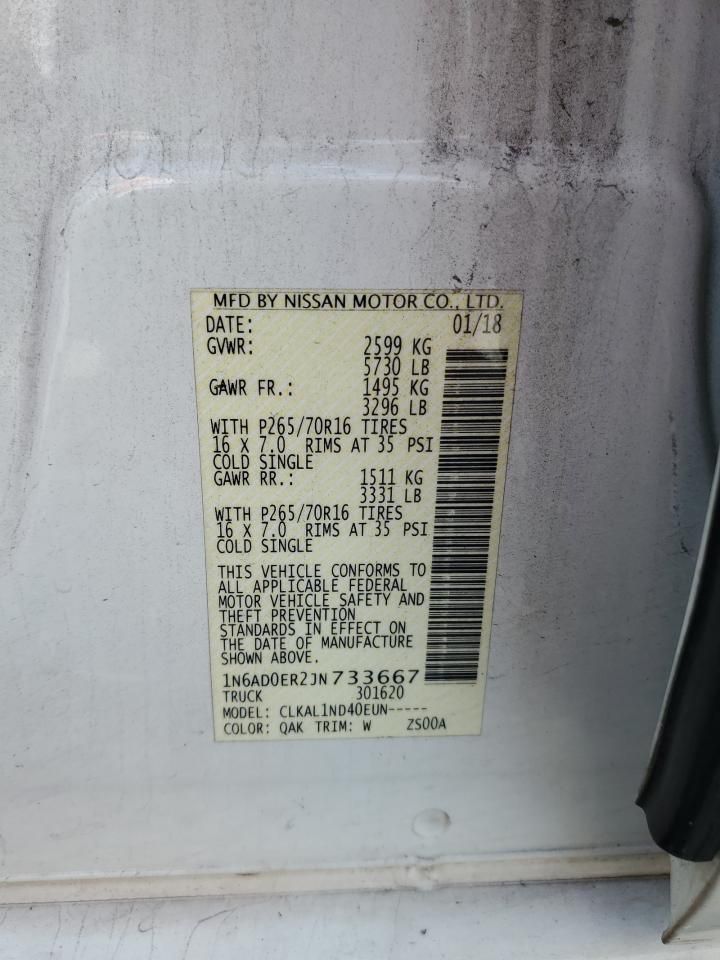 MFD BY NISSAN MOTOR CO., LTD.
DATE: 01/18
GVWR: 2599 KG
5730 LB
GAWR FR.: 1495 KG
3296 LB
WITH P265/70R16 TIRES
16 X 7.0 RIMS AT 35 PSI
COLD SINGLE
GAWR RR.: 1511 KG
3331 LB
WITH P265/70R16 TIRES
16 X 7.0 RIMS AT 35 PSI
COLD SINGLE
THIS VEHICLE CONFORMS TO
ALL APPLICABLE FEDERAL
MOTOR VEHICLE SAFETY AND
THEFT PREVENTION
STANDARDS IN EFFECT ON
THE DATE OF MANUFACTURE
SHOWN ABOVE.
1N6AD0ER2JN733667
TRUCK 301620
MODEL: CLKAL1ND40EUN-----
COLOR: QAK TRIM: W ZS00A